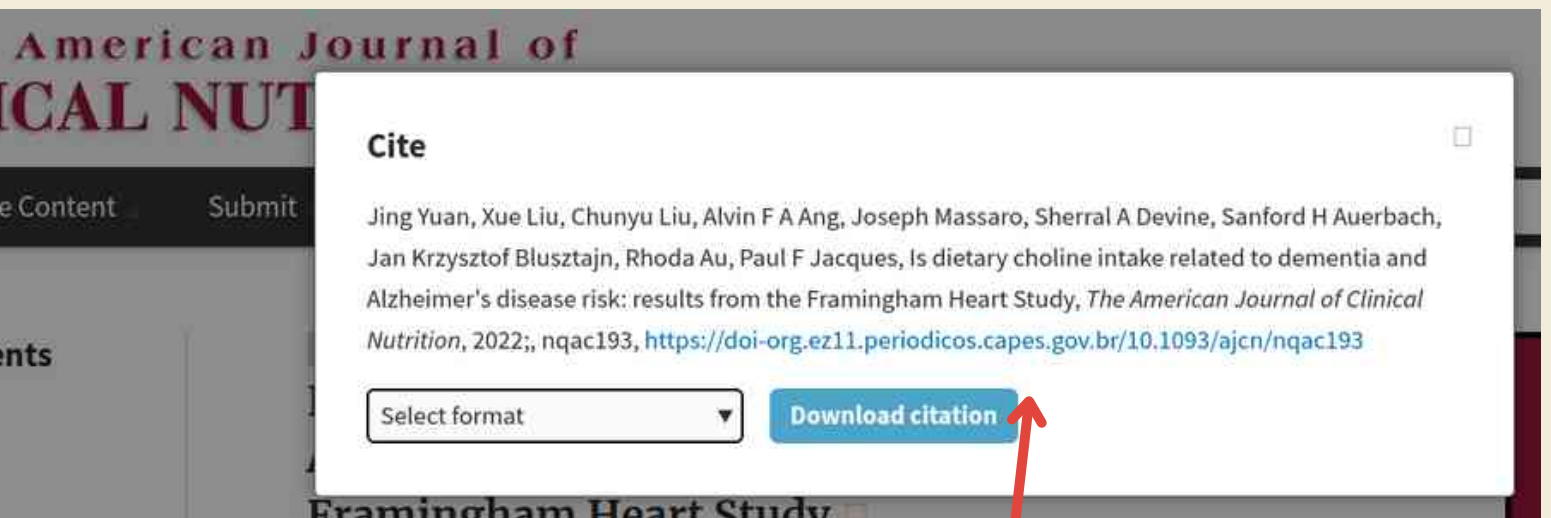 American Journal of
ICAL NUT
Cite
e Content
Submit
Jing Yuan, Xue Liu, Chunyu Liu, Alvin F A Ang, Joseph Massaro, Sherral A Devine, Sanford H Auerbach,
Jan Krzysztof Blusztajn, Rhoda Au, Paul F Jacques, Is dietary choline intake related to dementia and
Alzheimer's disease risk: results from the Framingham Heart Study, The American Journal of Clinical
Nutrition, 2022;, nqac193, https://doi-org.ez11.periodicos.capes.gov.br/10.1093/ajcn/nqac193
ents
Select format
Download citation
Framingham Heart Study